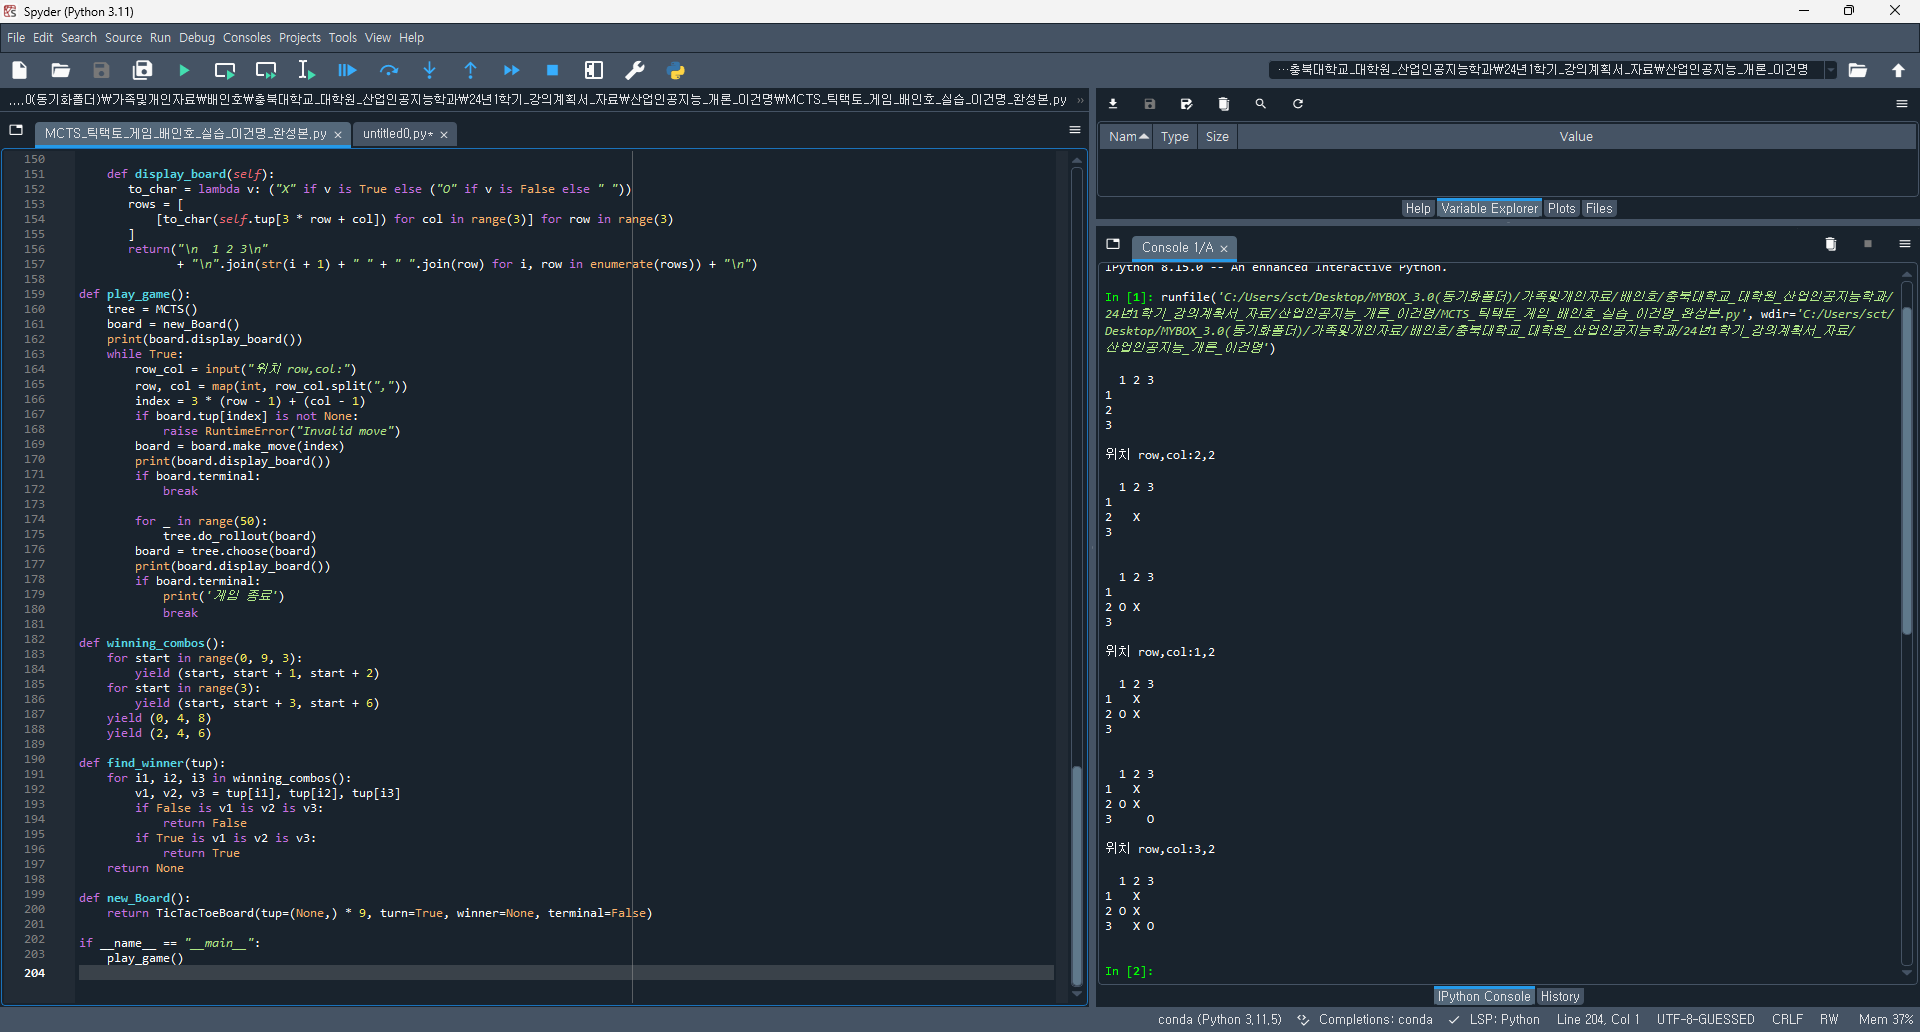 Spyder (Python 3.11)
File Edit Search Source Run Debug Consoles Projects Tools View Help
…충북대학교_대학원_산업인공지능학과₩24년1학기_강의계획서_자료₩산업인공지능_개론_이건명
….0(동기화폴더)₩가족및개인자료₩배인호₩충북대학교_대학원_산업인공지능학과₩24년1학기_강의계획서_자료₩산업인공지능_개론_이건명₩MCTS_틱택토_게임_배인호_실습_이건명_완성본.py
MCTS_틱택토_게임_배인호_실습_이건명_완성본.py untitled0.py*
150
151 def display_board(self):
152 to_char = lambda v: ("X" if v is True else ("O" if v is False else " "))
153 rows = [
154 [to_char(self.tup[3 * row + col]) for col in range(3)] for row in range(3)
155 ]
156 return("\n  1 2 3\n"
157 + "\n".join(str(i + 1) + " " + " ".join(row) for i, row in enumerate(rows)) + "\n")
158
159 def play_game():
160 tree = MCTS()
161 board = new_Board()
162 print(board.display_board())
163 while True:
164 row_col = input("위치 row,col:")
165 row, col = map(int, row_col.split(","))
166 index = 3 * (row - 1) + (col - 1)
167 if board.tup[index] is not None:
168 raise RuntimeError("Invalid move")
169 board = board.make_move(index)
170 print(board.display_board())
171 if board.terminal:
172 break
173
174 for _ in range(50):
175 tree.do_rollout(board)
176 board = tree.choose(board)
177 print(board.display_board())
178 if board.terminal:
179 print('게임 종료')
180 break
181
182 def winning_combos():
183 for start in range(0, 9, 3):
184 yield (start, start + 1, start + 2)
185 for start in range(3):
186 yield (start, start + 3, start + 6)
187 yield (0, 4, 8)
188 yield (2, 4, 6)
189
190 def find_winner(tup):
191 for i1, i2, i3 in winning_combos():
192 v1, v2, v3 = tup[i1], tup[i2], tup[i3]
193 if False is v1 is v2 is v3:
194 return False
195 if True is v1 is v2 is v3:
196 return True
197 return None
198
199 def new_Board():
200 return TicTacToeBoard(tup=(None,) * 9, turn=True, winner=None, terminal=False)
201
202 if __name__ == "__main__":
203 play_game()
204
Nam Type Size Value
Help Variable Explorer Plots Files
Console 1/A
IPython 8.15.0 -- An enhanced Interactive Python.
In [1]: runfile('C:/Users/sct/Desktop/MYBOX_3.0(동기화폴더)/가족및개인자료/배인호/충북대학교_대학원_산업인공지능학과/
24년1학기_강의계획서_자료/산업인공지능_개론_이건명/MCTS_틱택토_게임_배인호_실습_이건명_완성본.py', wdir='C:/Users/sct/
Desktop/MYBOX_3.0(동기화폴더)/가족및개인자료/배인호/충북대학교_대학원_산업인공지능학과/24년1학기_강의계획서_자료/
산업인공지능_개론_이건명')
1 2 3
1
2
3
위치 row,col:2,2
1 2 3
1
2 X
3
1 2 3
1
2 O X
3
위치 row,col:1,2
1 2 3
1 X
2 O X
3
1 2 3
1 X
2 O X
3 O
위치 row,col:3,2
1 2 3
1 X
2 O X
3 X O
In [2]:
IPython Console History
conda (Python 3.11.5) Completions: conda LSP: Python Line 204, Col 1 UTF-8-GUESSED CRLF RW Mem 37%